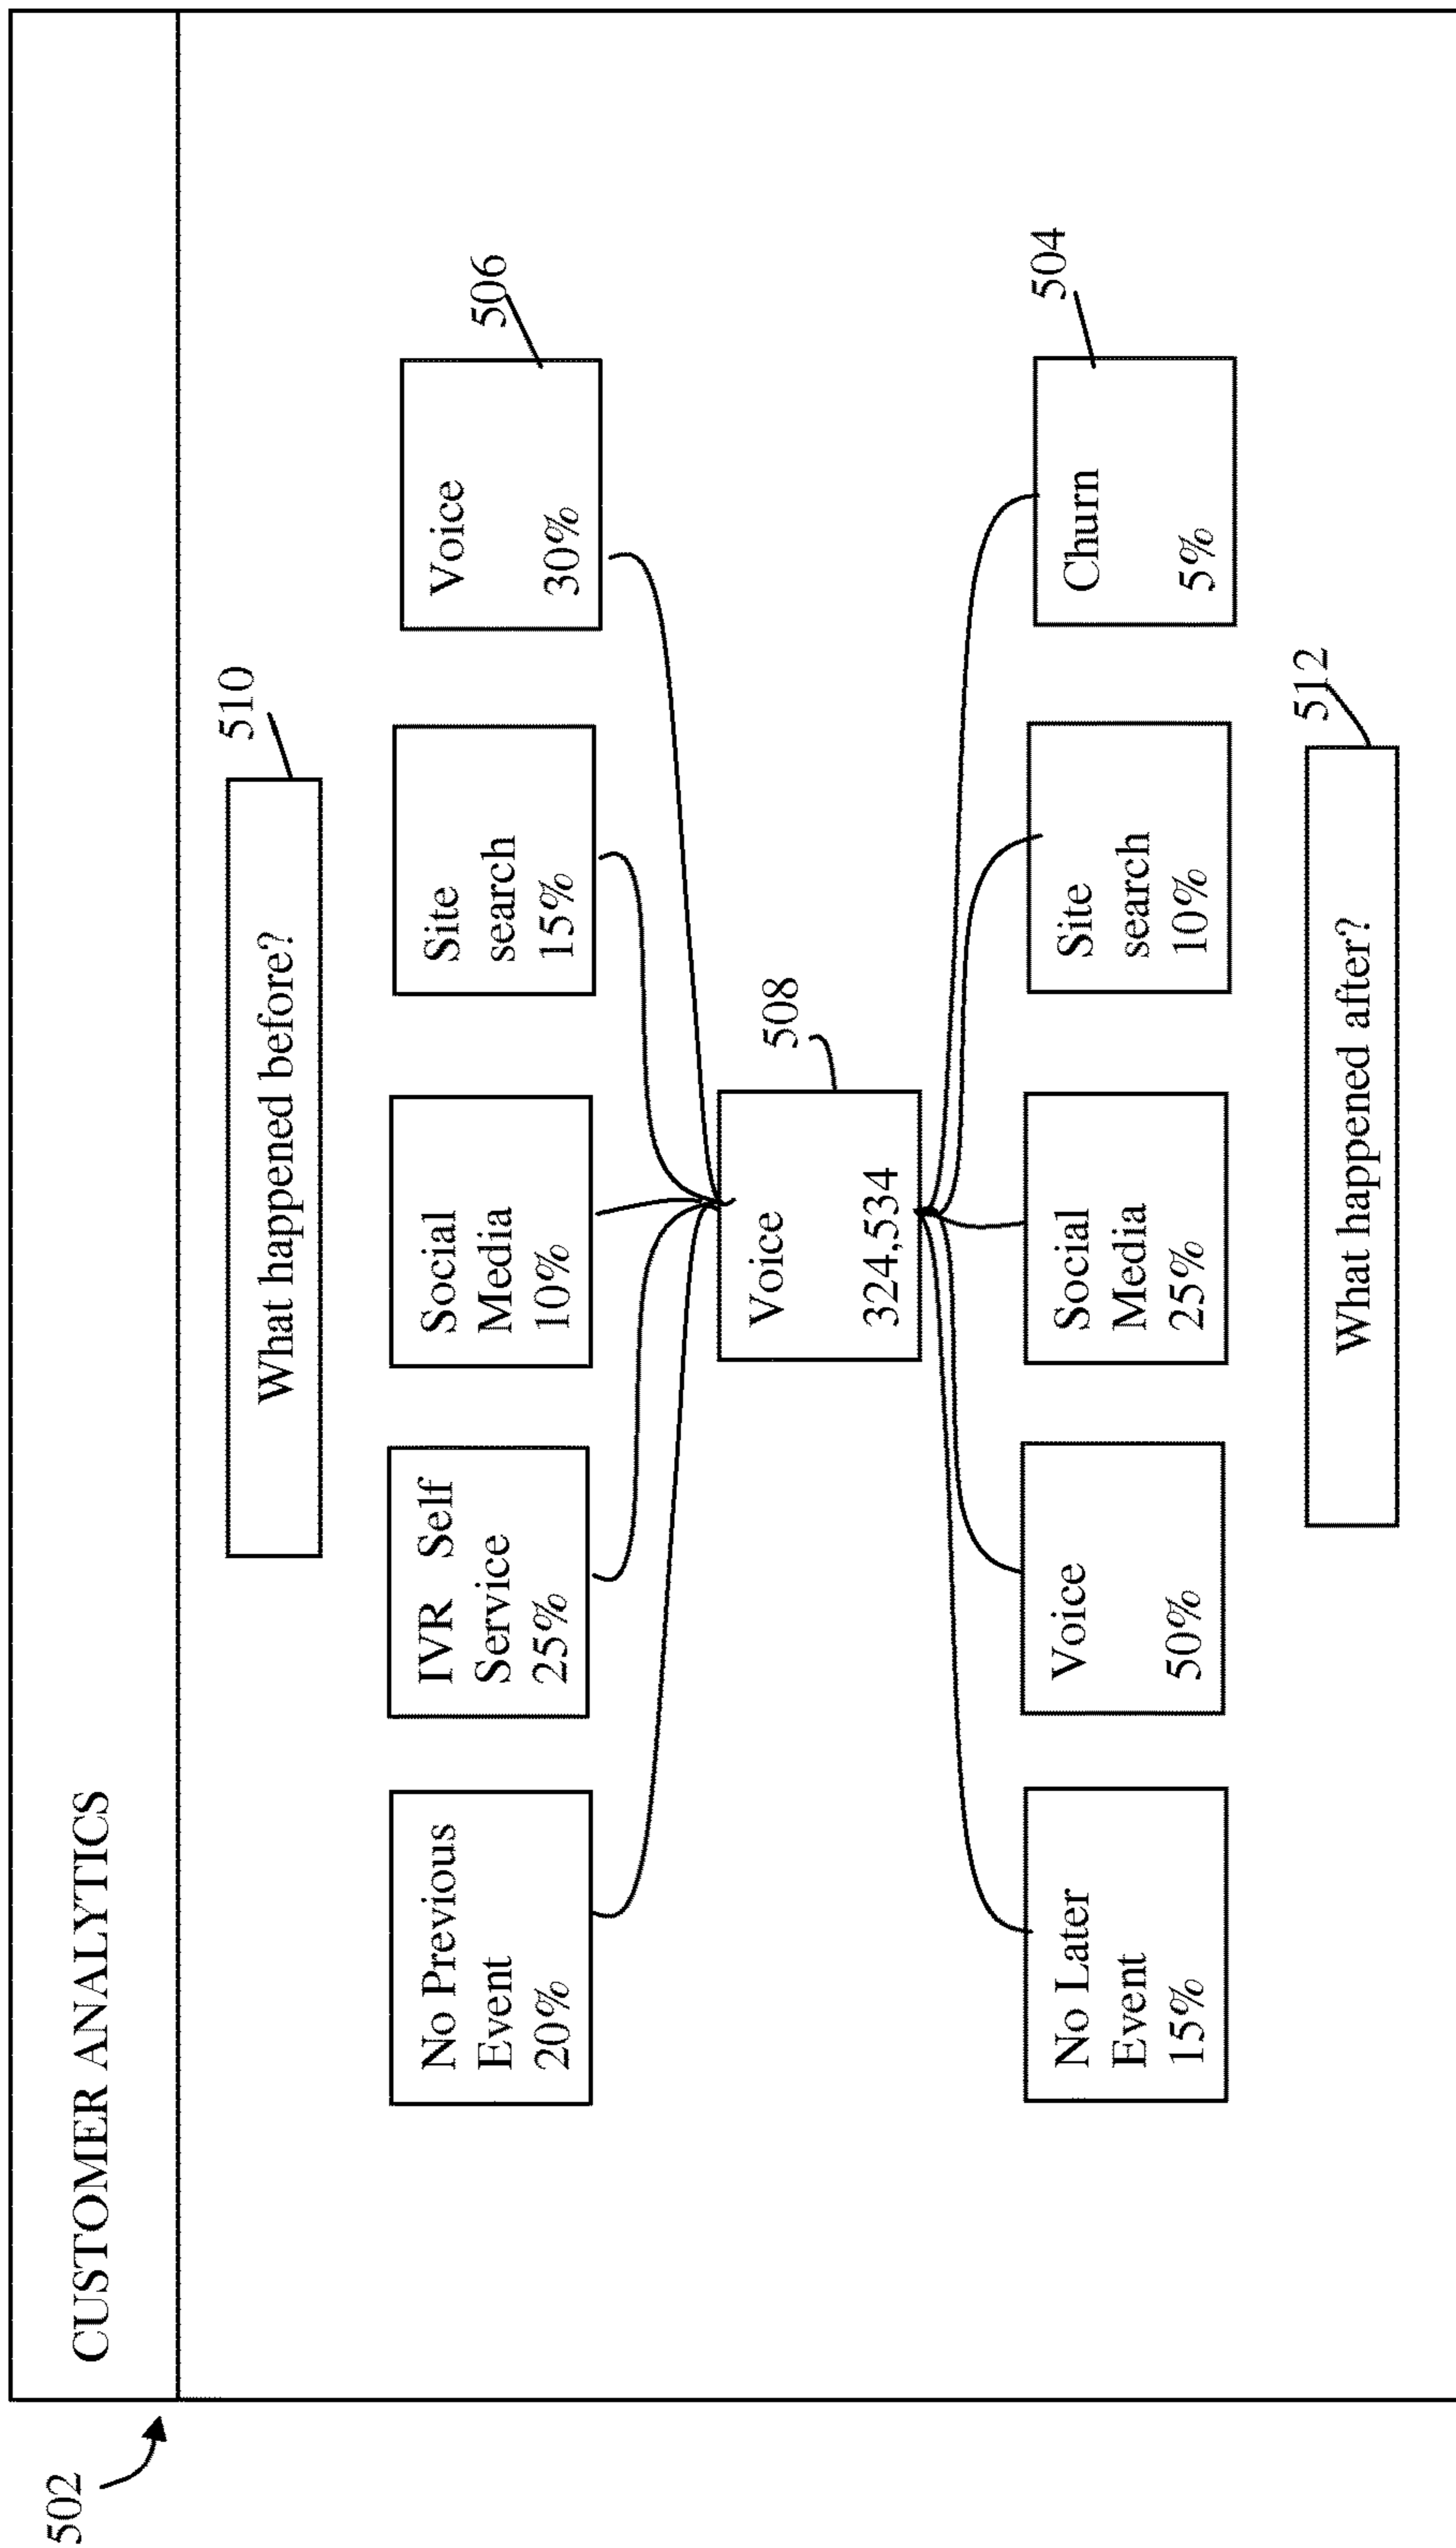 502
CUSTOMER ANALYTICS
What happened before?
510
No Previous
Event
20%
IVR Self
Service
25%
Social
Media
10%
Site
search
15%
Voice
30%
506
Voice
324,534
508
No Later
Event
15%
Voice
50%
Social
Media
25%
Site
search
10%
Churn
5%
504
What happened after?
512